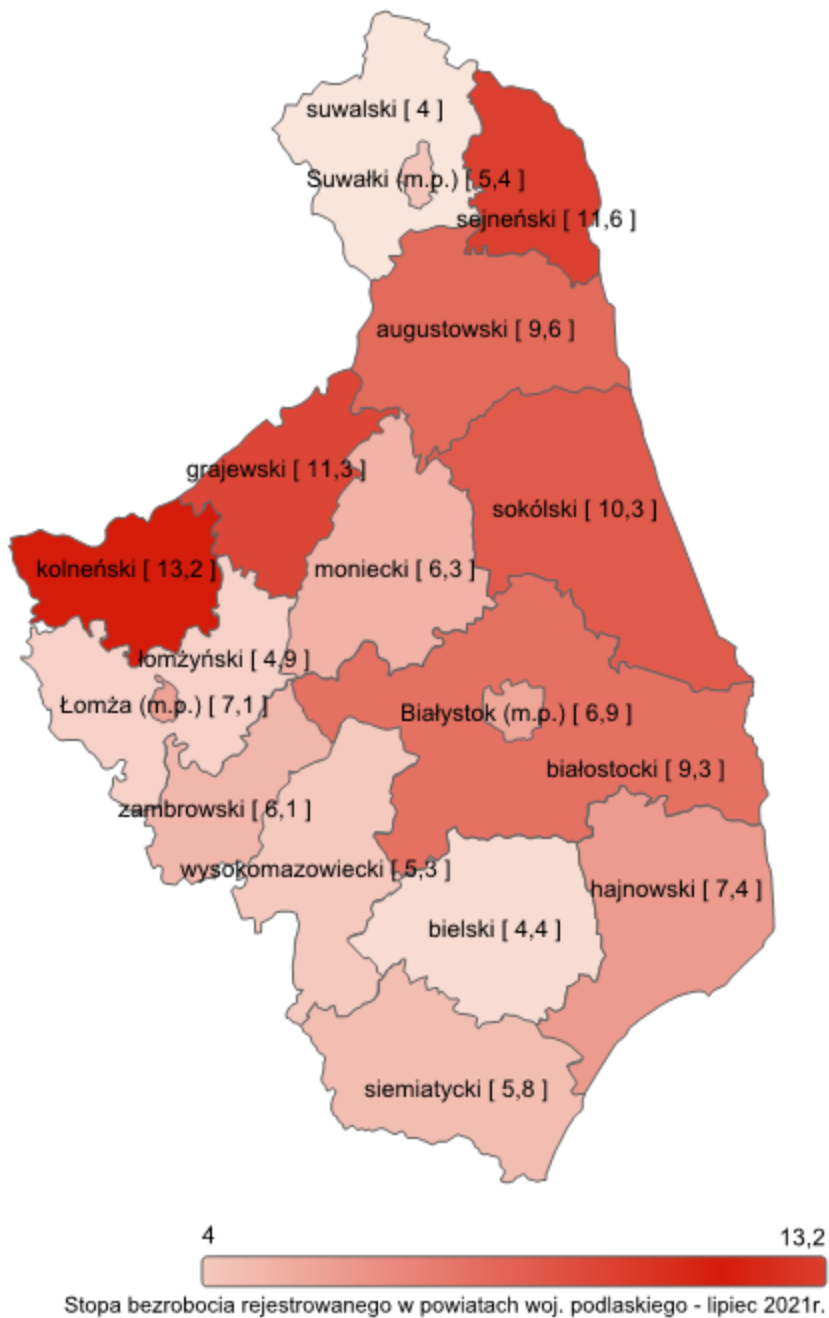 suwalski [ 4 ]
Suwałki (m.p.) [ 5,4 ]
sejneński [ 11,6 ]
augustowski [ 9,6 ]
grajewski [ 11,3 ]
sokólski [ 10,3 ]
kolneński [ 13,2 ]
moniecki [ 6,3 ]
łomżyński [ 4,9 ]
Łomża (m.p.) [ 7,1 ]
Białystok (m.p.) [ 6,9 ]
białostocki [ 9,3 ]
zambrowski [ 6,1 ]
wysokomazowiecki [ 5,3 ]
hajnowski [ 7,4 ]
bielski [ 4,4 ]
siemiatycki [ 5,8 ]
4 13,2
Stopa bezrobocia rejestrowanego w powiatach woj. podlaskiego - lipiec 2021r.